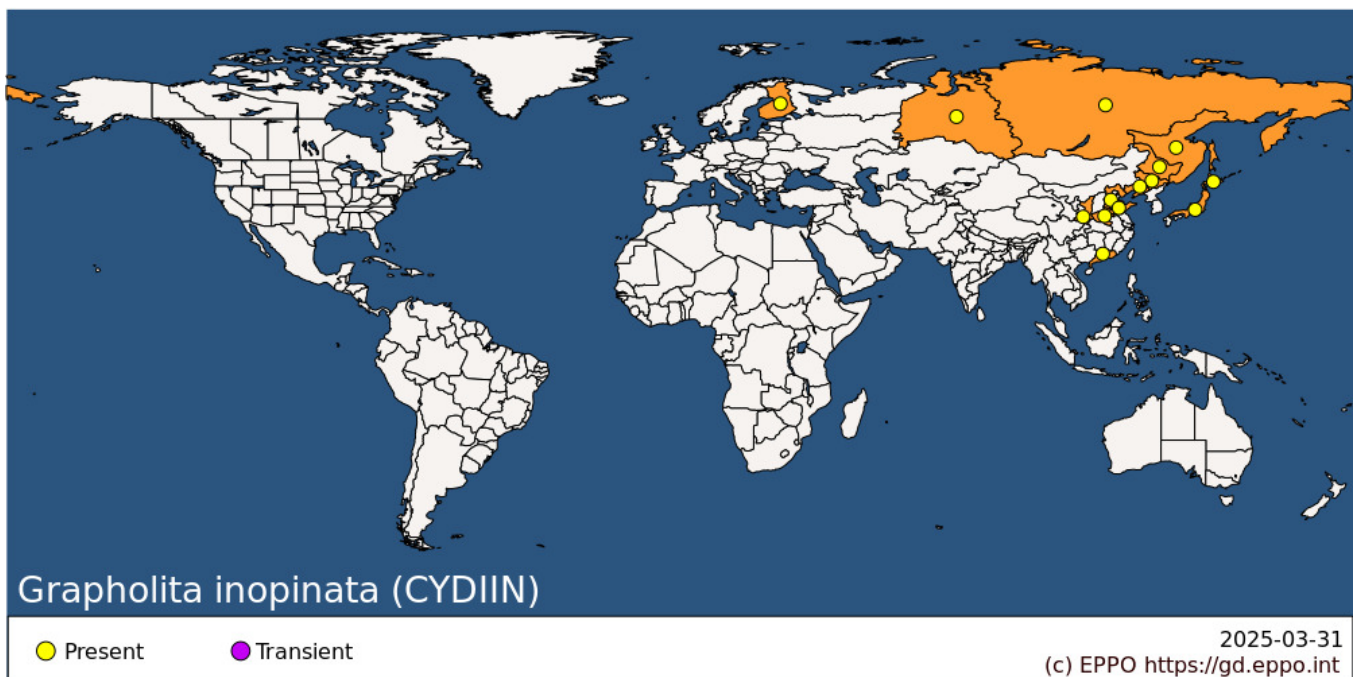 Grapholita inopinata (CYDIIN)
Present
Transient
2025-03-31
(c) EPPO https://gd.eppo.int